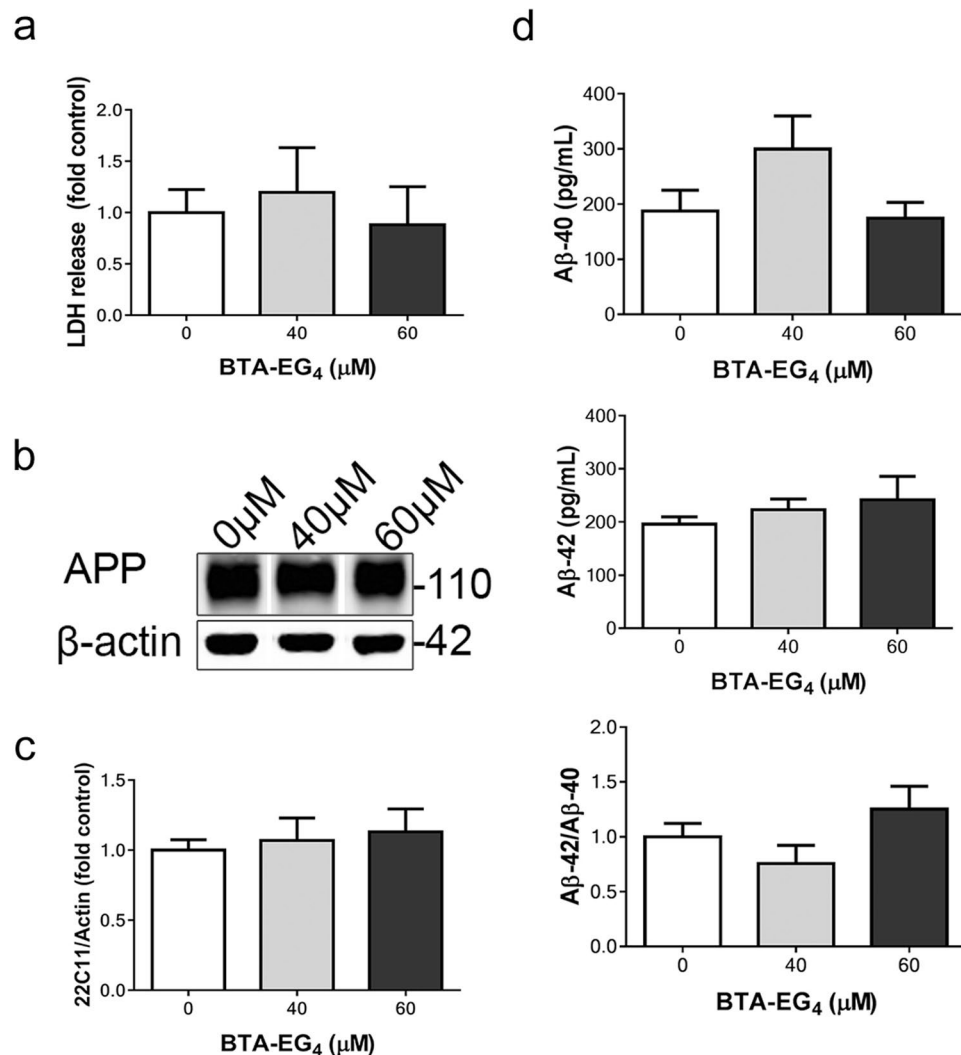 a
LDH release (fold control)
2.0
1.5
1.0
0.5
0.0
0 40 60
BTA-EG₄ (μM)
b
0μM 40μM 60μM
APP -110
β-actin -42
c
22C11/Actin (fold control)
1.5
1.0
0.5
0.0
0 40 60
BTA-EG₄ (μM)
d
Aβ-40 (pg/mL)
400
300
200
100
0
0 40 60
BTA-EG₄ (μM)
Aβ-42 (pg/mL)
400
300
200
100
0
0 40 60
BTA-EG₄ (μM)
Aβ-42/Aβ-40
2.0
1.5
1.0
0.5
0.0
0 40 60
BTA-EG₄ (μM)